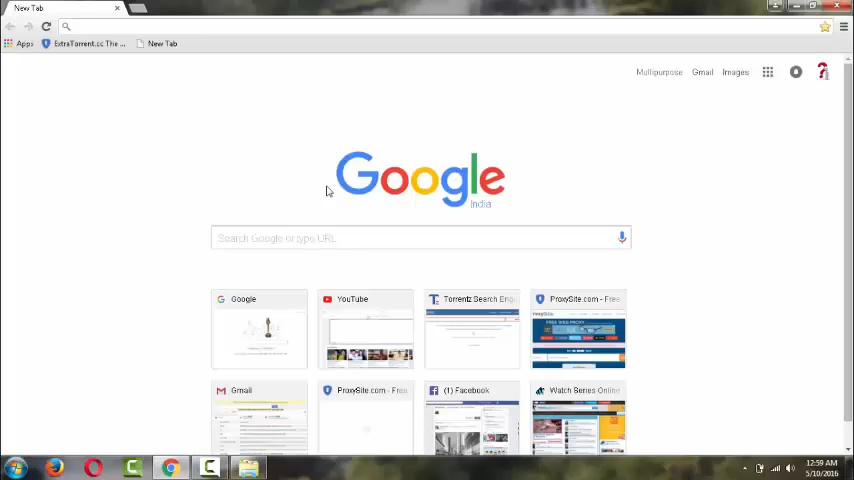 New Tab
Apps
ExtraTorrent.cc The ...
New Tab
Multipurpose
Gmail
Images
Google
India
Search Google or type URL
Google
YouTube
Torrentz Search Engi
ProxySite.com - Free
FREE WEB PROXY
Gmail
ProxySite.com - Free
(1) Facebook
Watch Series Online
12:59 AM
5/10/2016